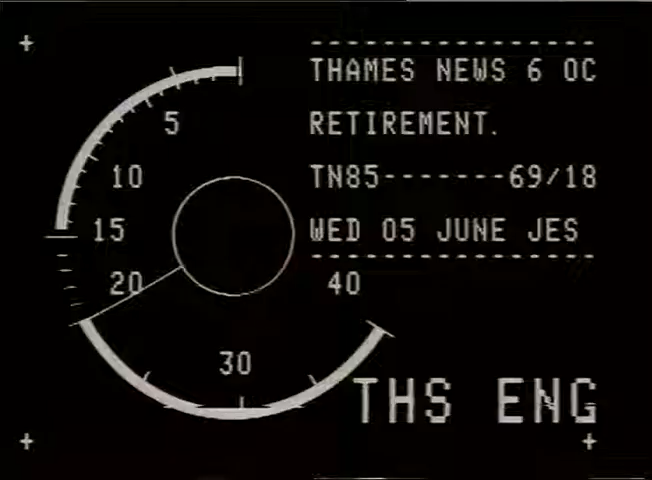 THAMES NEWS 6 OC
RETIREMENT.
TN85-------69/18
WED 05 JUNE JES
5
10
15
20
30
40
THS ENG